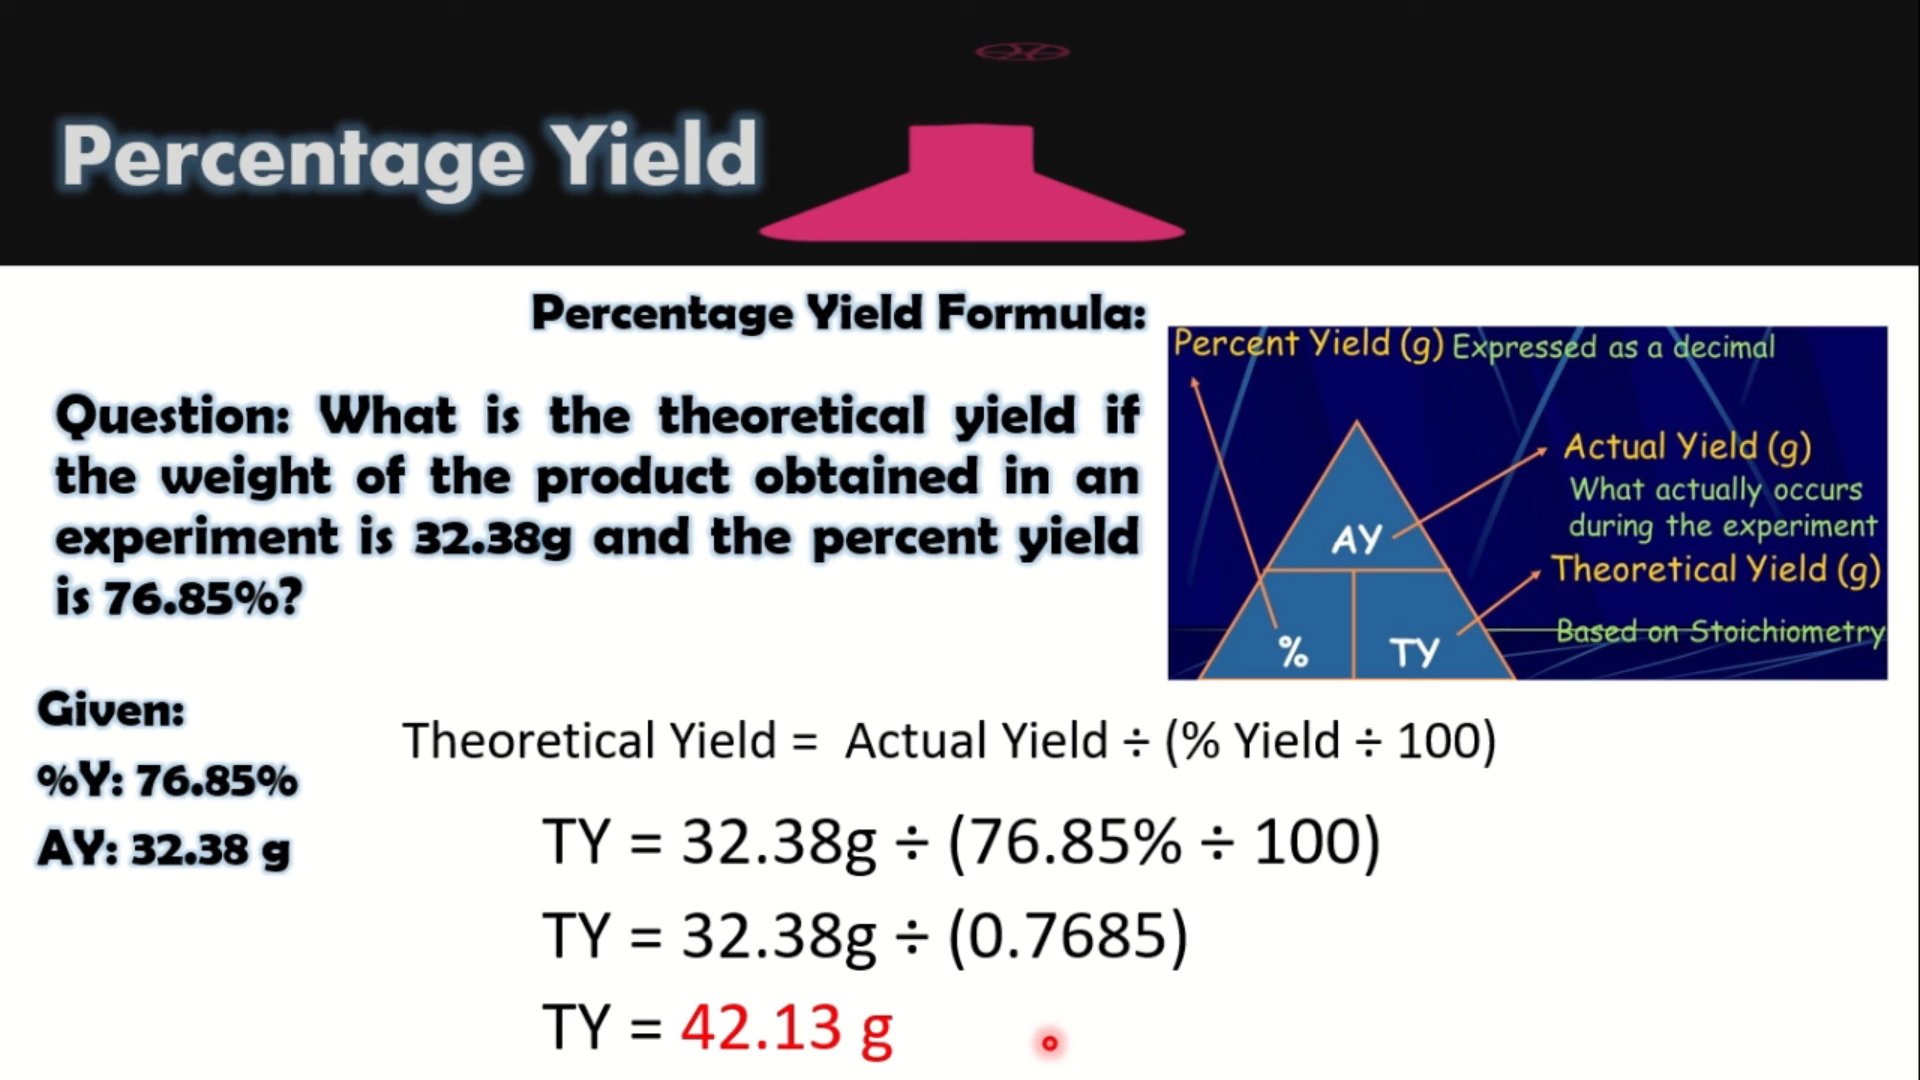 Percentage Yield
Percentage Yield Formula:
Question: What is the theoretical yield if
the weight of the product obtained in an
experiment is 32.38g and the percent yield
is 76.85%?
Percent Yield (g) Expressed as a decimal
Actual Yield (g)
What actually occurs
during the experiment
Theoretical Yield (g)
Based on Stoichiometry
AY
%
TY
Given:
%Y: 76.85%
AY: 32.38 g
Theoretical Yield = Actual Yield ÷ (% Yield ÷ 100)
TY = 32.38g ÷ (76.85% ÷ 100)
TY = 32.38g ÷ (0.7685)
TY = 42.13 g